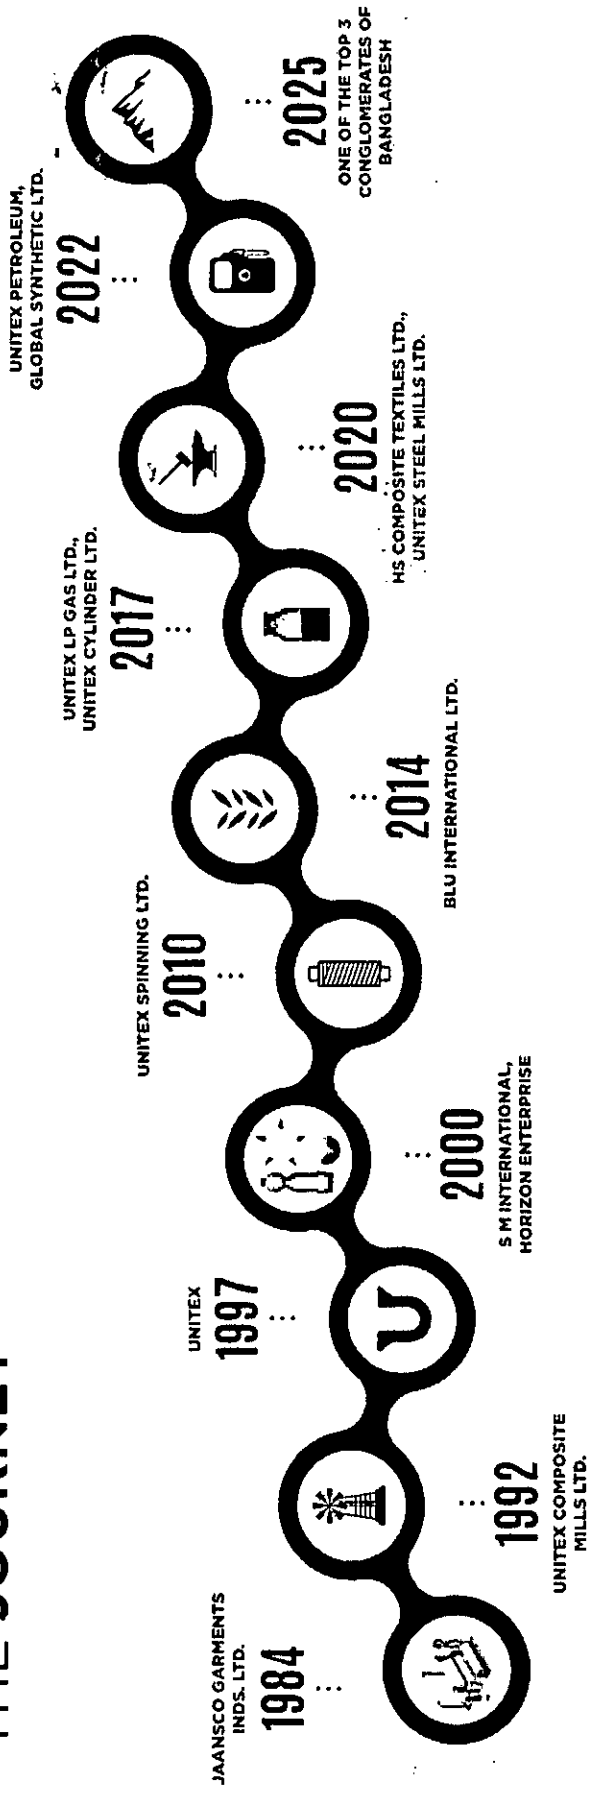 THE JOURNEY
JAANSCO GARMENTS
INDS. LTD.
1984
1992
UNITEX COMPOSITE
MILLS LTD.
UNITEX
1997
U
2000
S M INTERNATIONAL,
HORIZON ENTERPRISE
UNITEX SPINNING LTD.
2010
2014
BLU INTERNATIONAL LTD.
UNITEX LP GAS LTD.,
UNITEX CYLINDER LTD.
2017
2020
HS COMPOSITE TEXTILES LTD.,
UNITEX STEEL MILLS LTD.
UNITEX PETROLEUM,
GLOBAL SYNTHETIC LTD.
2022
2025
ONE OF THE TOP 3
CONGLOMERATES OF
BANGLADESH